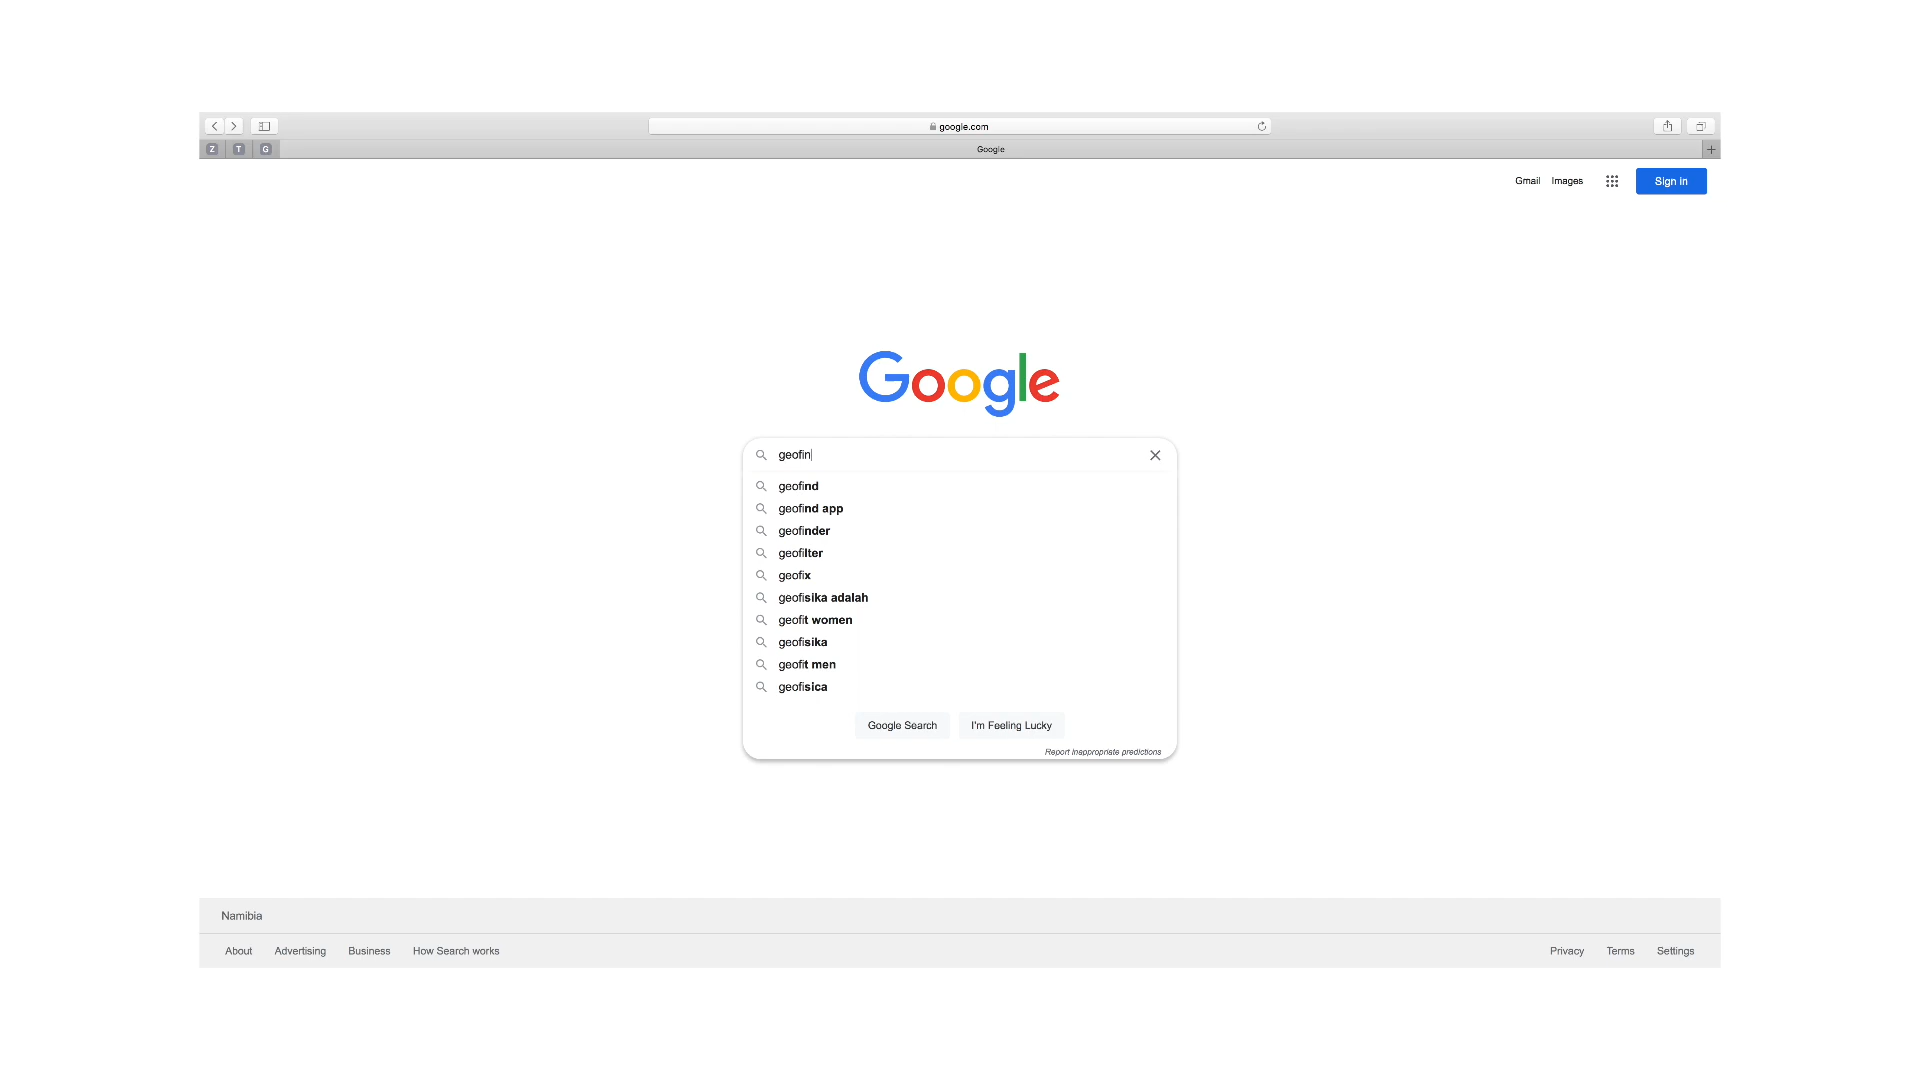 google.com
Z T G Google
Gmail Images Sign in
Google
geofin
geofind
geofind app
geofinder
geofilter
geofix
geofisika adalah
geofit women
geofisika
geofit men
geofisica
Google Search I'm Feeling Lucky
Report inappropriate predictions
Namibia
About Advertising Business How Search works Privacy Terms Settings